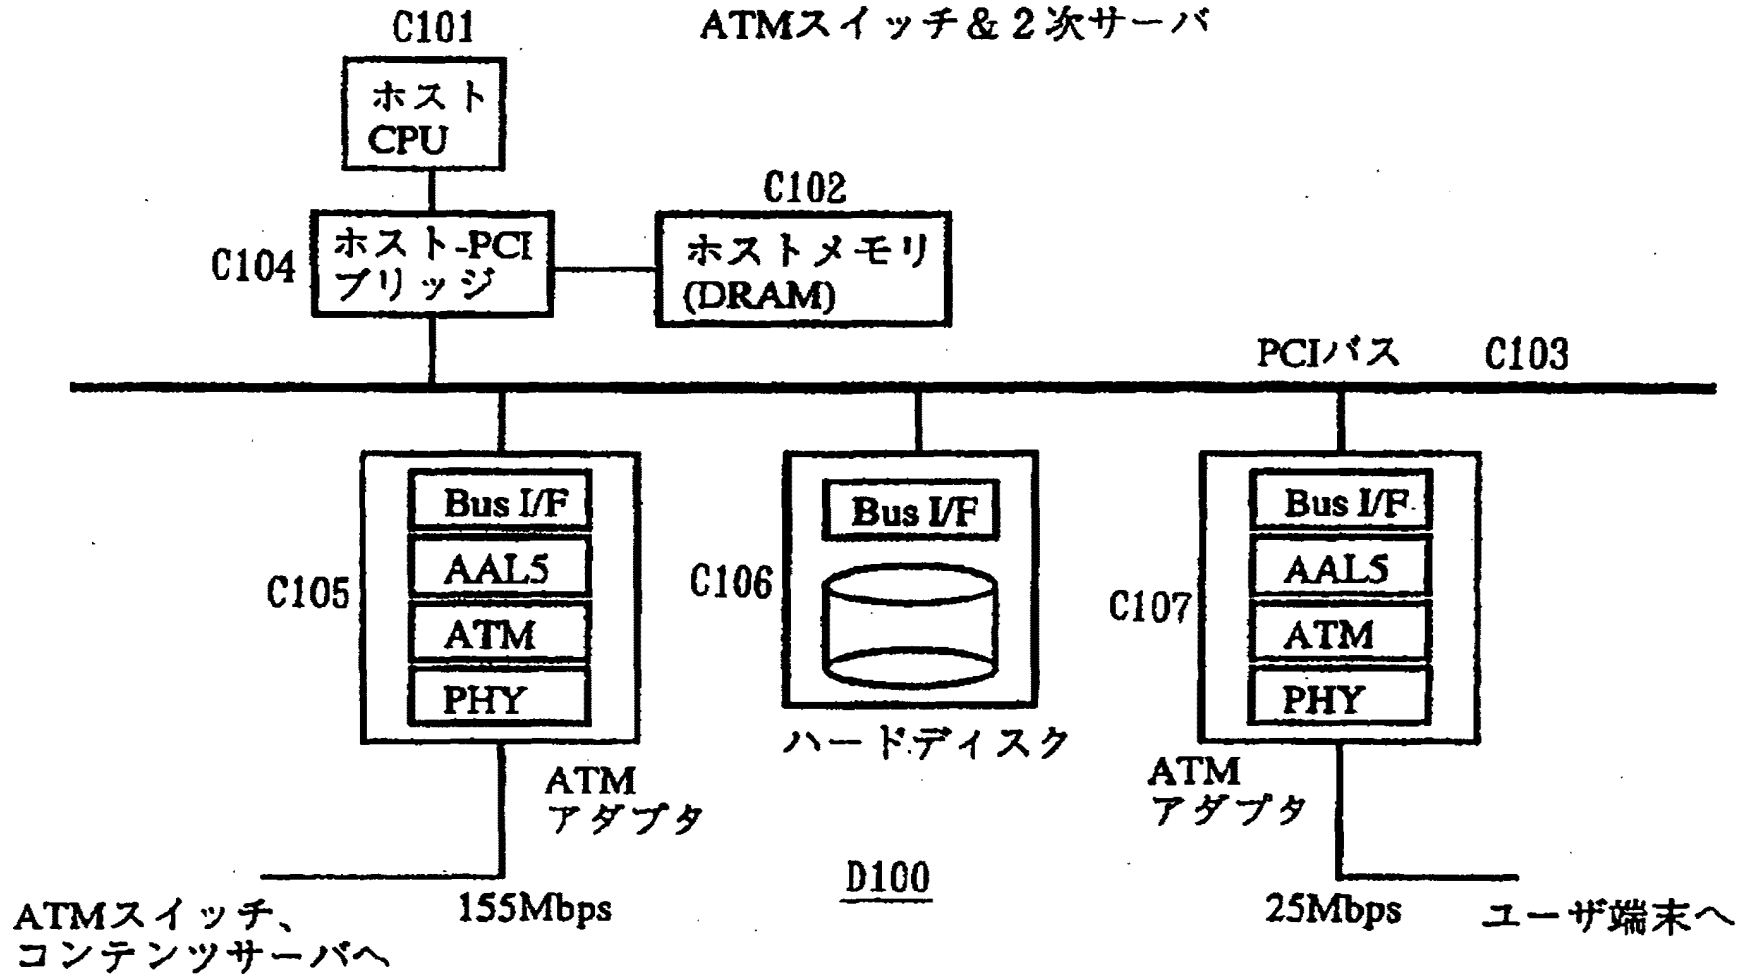 ATMスイッチ&2次サーバ
C101
ホスト
CPU
C102
C104
ホスト-PCI
ブリッジ
ホストメモリ
(DRAM)
PCIバス
C103
C105
Bus I/F
AAL5
ATM
PHY
ATM
アダプタ
C106
Bus I/F
ハードディスク
C107
Bus I/F
AAL5
ATM
PHY
ATM
アダプタ
D100
155Mbps
ATMスイッチ、
コンテンツサーバへ
25Mbps
ユーザ端末へ